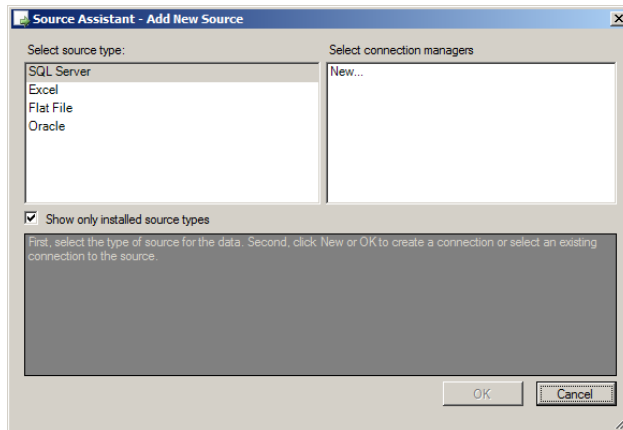 Source Assistant - Add New Source
Select source type:
Select connection managers
SQL Server
New...
Excel
Flat File
Oracle
Show only installed source types
First, select the type of source for the data. Second, click New or OK to create a connection or select an existing
connection to the source.
OK
Cancel